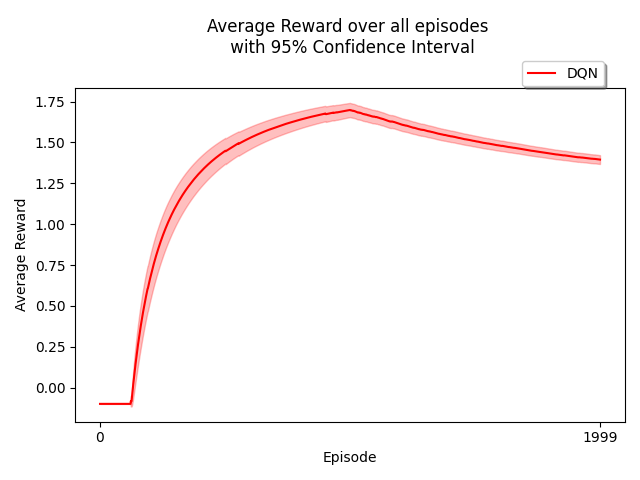 Average Reward over all episodes
with 95% Confidence Interval
DQN
1.75
1.50
1.25
1.00
0.75
0.50
0.25
0.00
Average Reward
0
1999
Episode